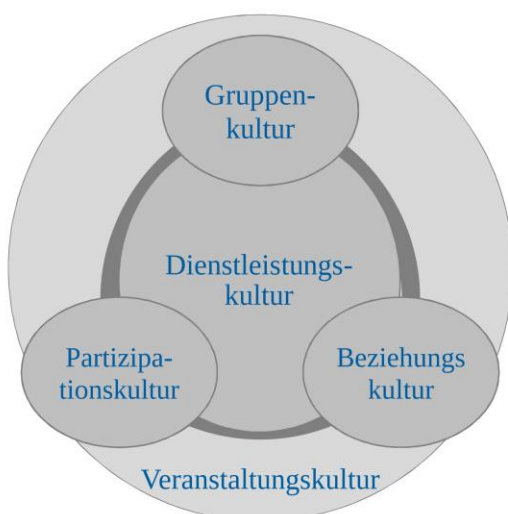 Gruppen-
kultur
Dienstleistungs-
kultur
Partizipa-
tionskultur
Beziehungs
kultur
Veranstaltungskultur